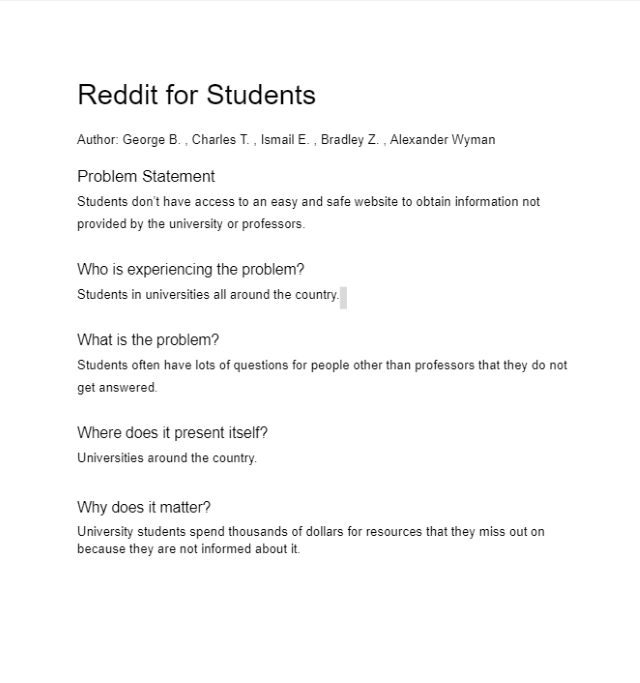 Reddit for Students
Author: George B. , Charles T. , Ismail E. , Bradley Z. , Alexander Wyman
Problem Statement
Students don't have access to an easy and safe website to obtain information not
provided by the university or professors.
Who is experiencing the problem?
Students in universities all around the country.
What is the problem?
Students often have lots of questions for people other than professors that they do not
get answered.
Where does it present itself?
Universities around the country.
Why does it matter?
University students spend thousands of dollars for resources that they miss out on
because they are not informed about it.